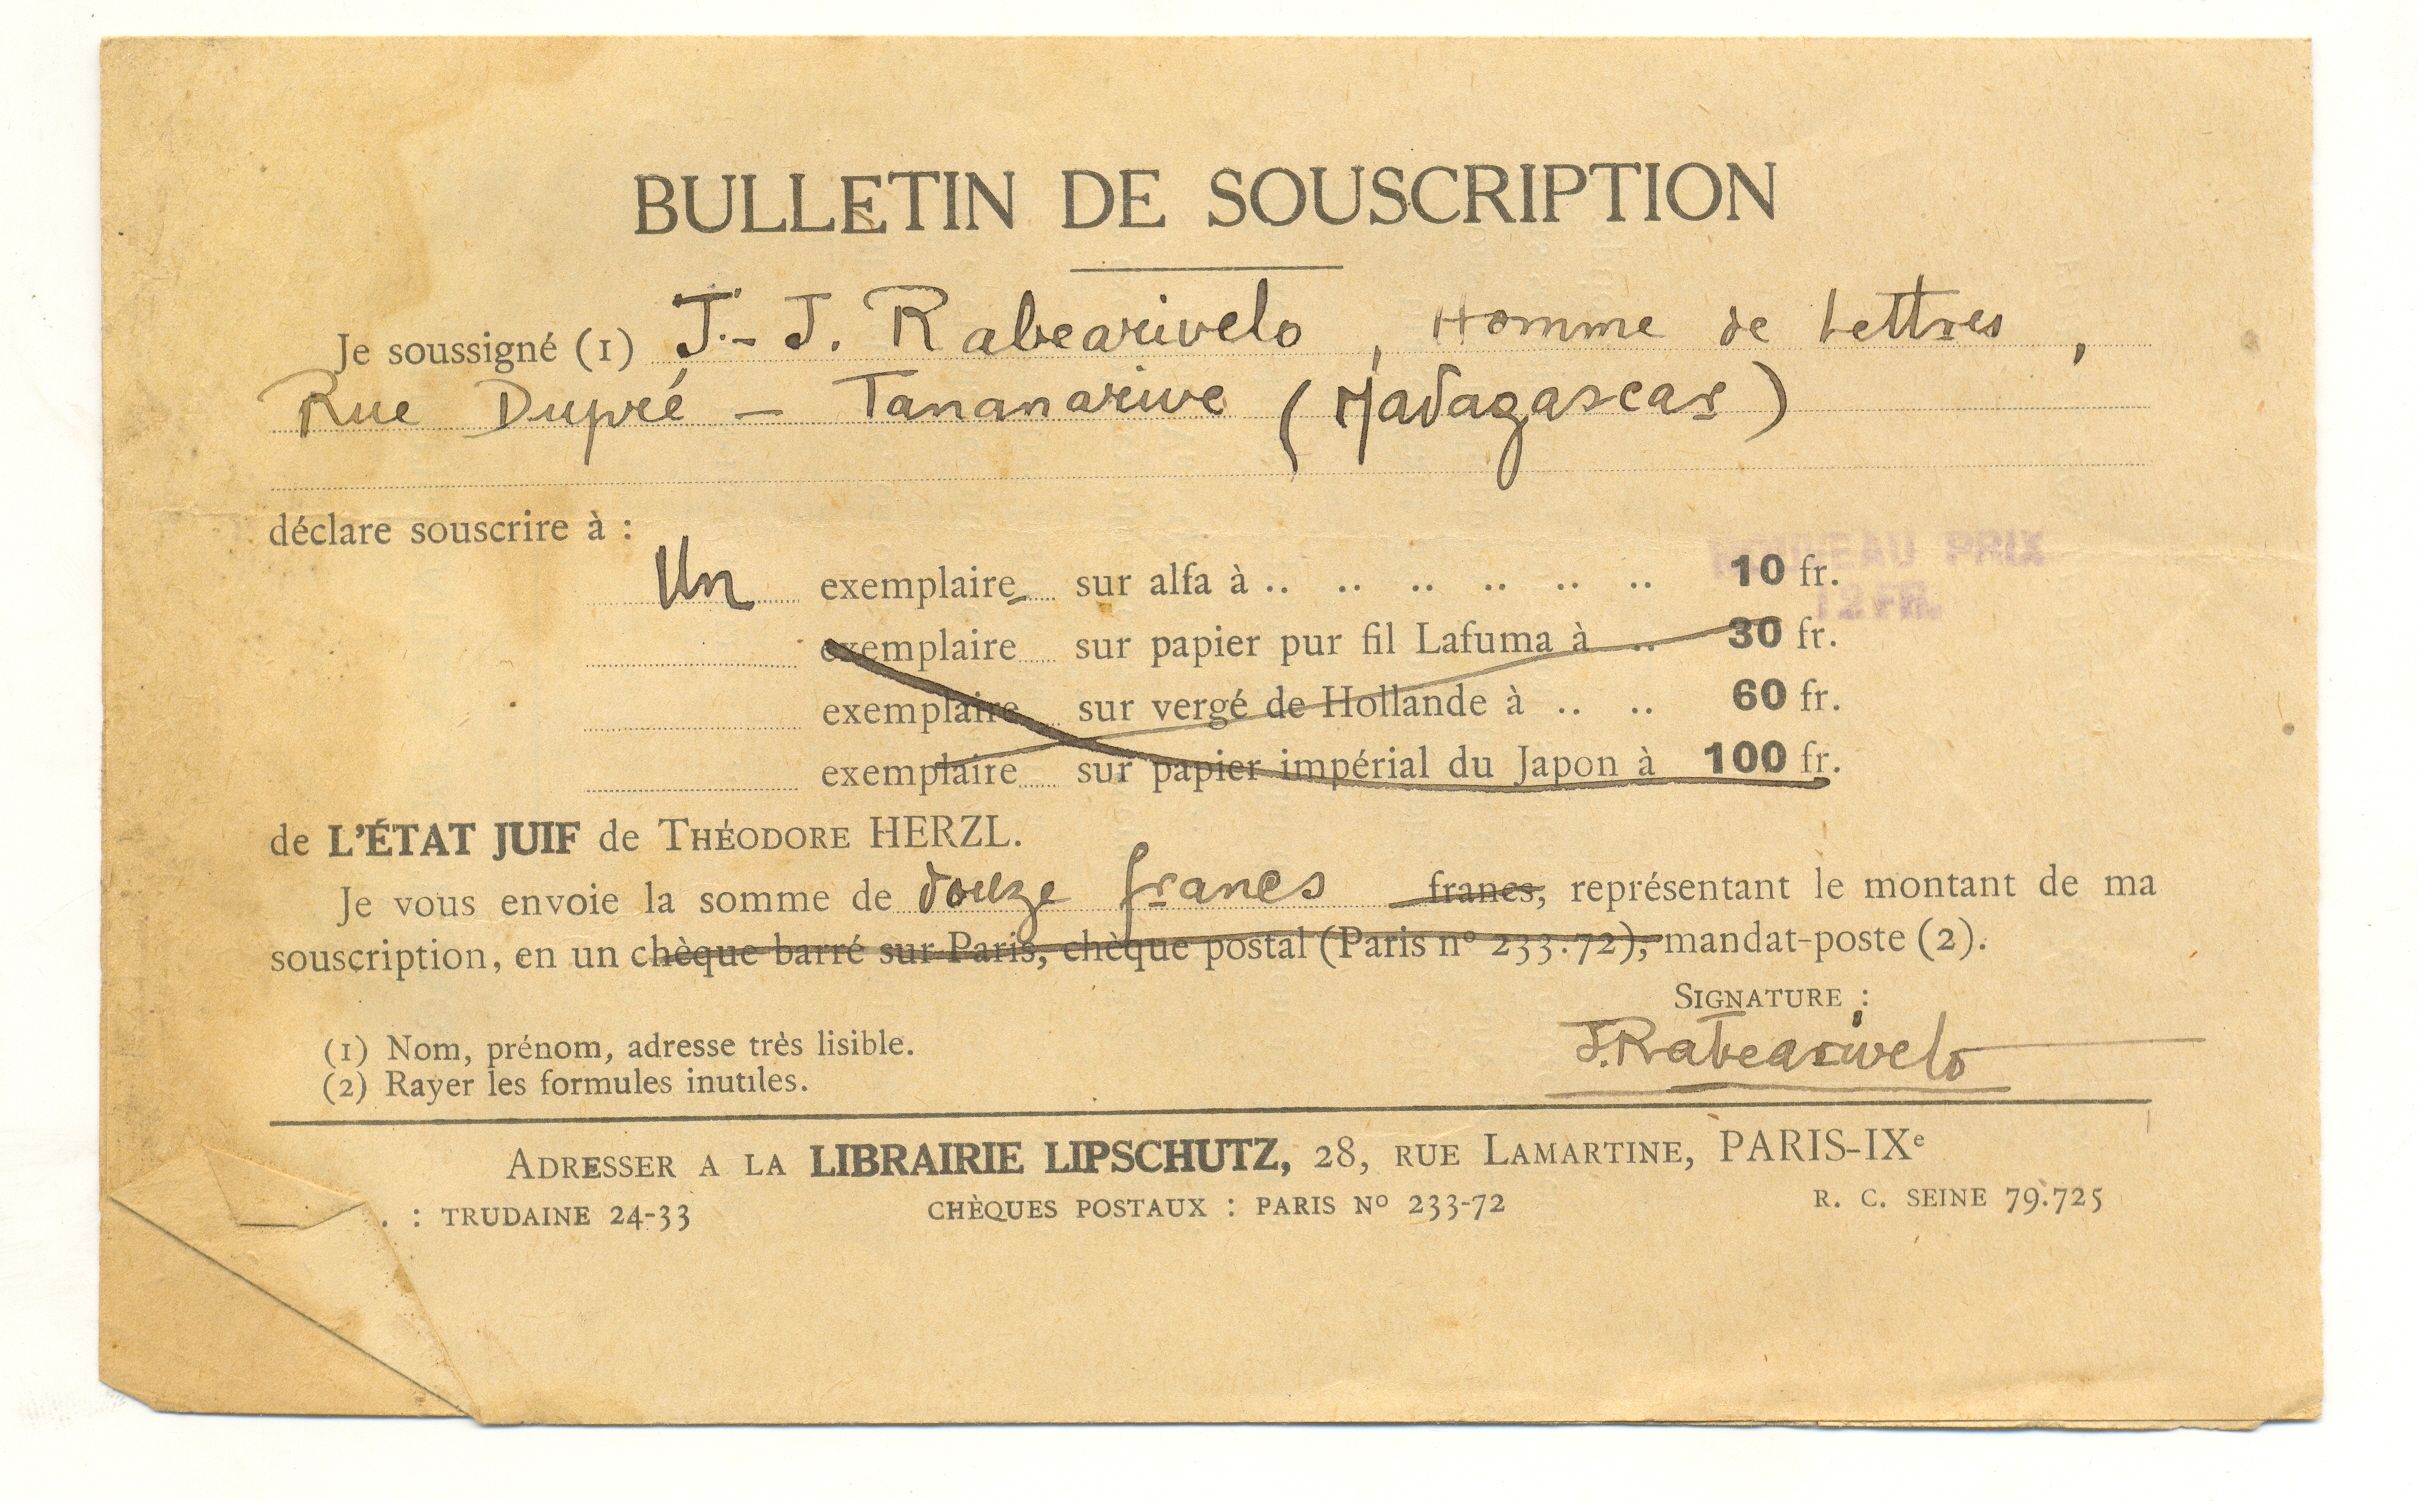 BULLETIN DE SOUSCRIPTION
Je soussigné (1) J.-J. Rabearivelo, Homme de Lettres,
Rue Dupré – Tananarive (Madagascar)
déclare souscrire à :
NOUVEAU PRIX
Un exemplaire sur alfa à .. .. .. .. .. .. 10 fr.
12 FR.
exemplaire sur papier pur fil Lafuma à .. 30 fr.
exemplaire sur vergé de Hollande à .. .. 60 fr.
exemplaire sur papier impérial du Japon à 100 fr.
de L'ÉTAT JUIF de THÉODORE HERZL.
Je vous envoie la somme de douze francs francs, représentant le montant de ma
souscription, en un chèque barré sur Paris, chèque postal (Paris nº 233.72), mandat-poste (2).
SIGNATURE :
J.Rabearivelo
(1) Nom, prénom, adresse très lisible.
(2) Rayer les formules inutiles.
ADRESSER A LA LIBRAIRIE LIPSCHUTZ, 28, RUE LAMARTINE, PARIS-IXe
. : TRUDAINE 24-33 CHÈQUES POSTAUX : PARIS Nº 233-72 R. C. SEINE 79.725